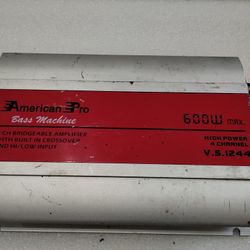 American Pro
Bass Machine
600W MAX.
CH BRIDGEABLE AMPLIFIER
WITH BUILT IN CROSSOVER
AND HI/LOW INPUT
HIGH POWER
4 CHANNEL
V.S.1244